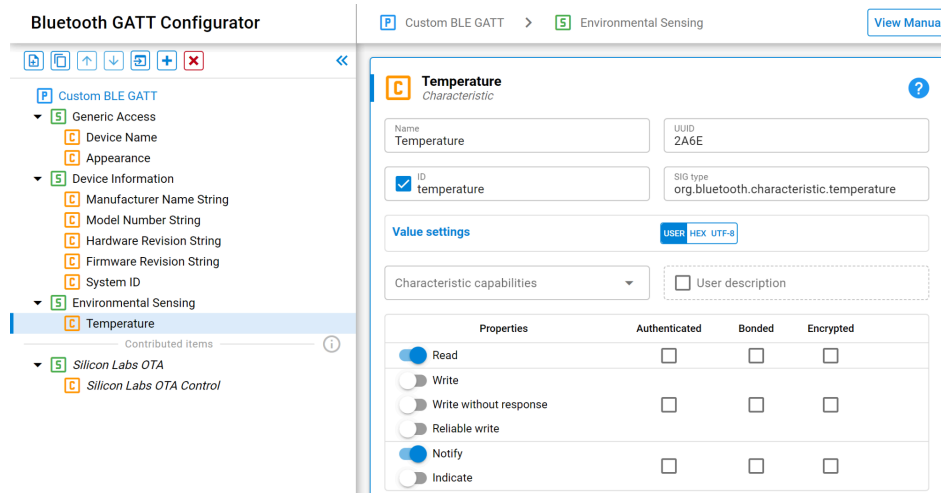 Bluetooth GATT Configurator
P Custom BLE GATT > S Environmental Sensing
View Manua
P Custom BLE GATT
S Generic Access
C Device Name
C Appearance
S Device Information
C Manufacturer Name String
C Model Number String
C Hardware Revision String
C Firmware Revision String
C System ID
S Environmental Sensing
C Temperature
Contributed items
S Silicon Labs OTA
C Silicon Labs OTA Control
C Temperature
Characteristic
?
Name
Temperature
UUID
2A6E
ID
temperature
SIG type
org.bluetooth.characteristic.temperature
Value settings
USER HEX UTF-8
Characteristic capabilities
User description
Properties Authenticated Bonded Encrypted
Read
Write
Write without response
Reliable write
Notify
Indicate